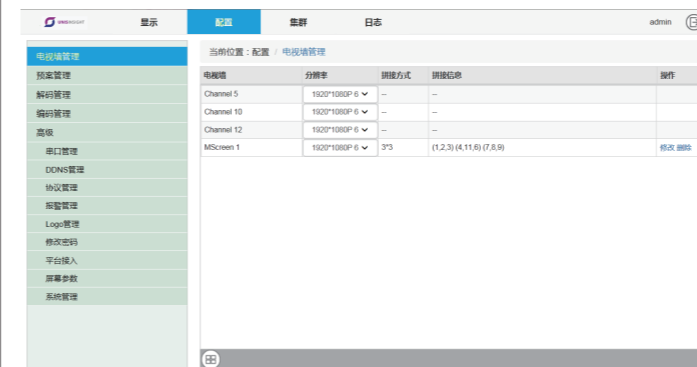 UNIINSIGHT 显示 配置 集群 日志 admin
电视墙管理
预案管理
解码管理
编码管理
高级
串口管理
DDNS管理
协议管理
报警管理
Logo管理
修改密码
平台接入
屏幕参数
系统管理
当前位置：配置 / 电视墙管理
电视墙 分辨率 拼接方式 拼接信息 操作
Channel 5 1920*1080P 6 -- --
Channel 10 1920*1080P 6 -- --
Channel 12 1920*1080P 6 -- --
MScreen 1 1920*1080P 6 3*3 (1,2,3) (4,11,6) (7,8,9) 修改 删除